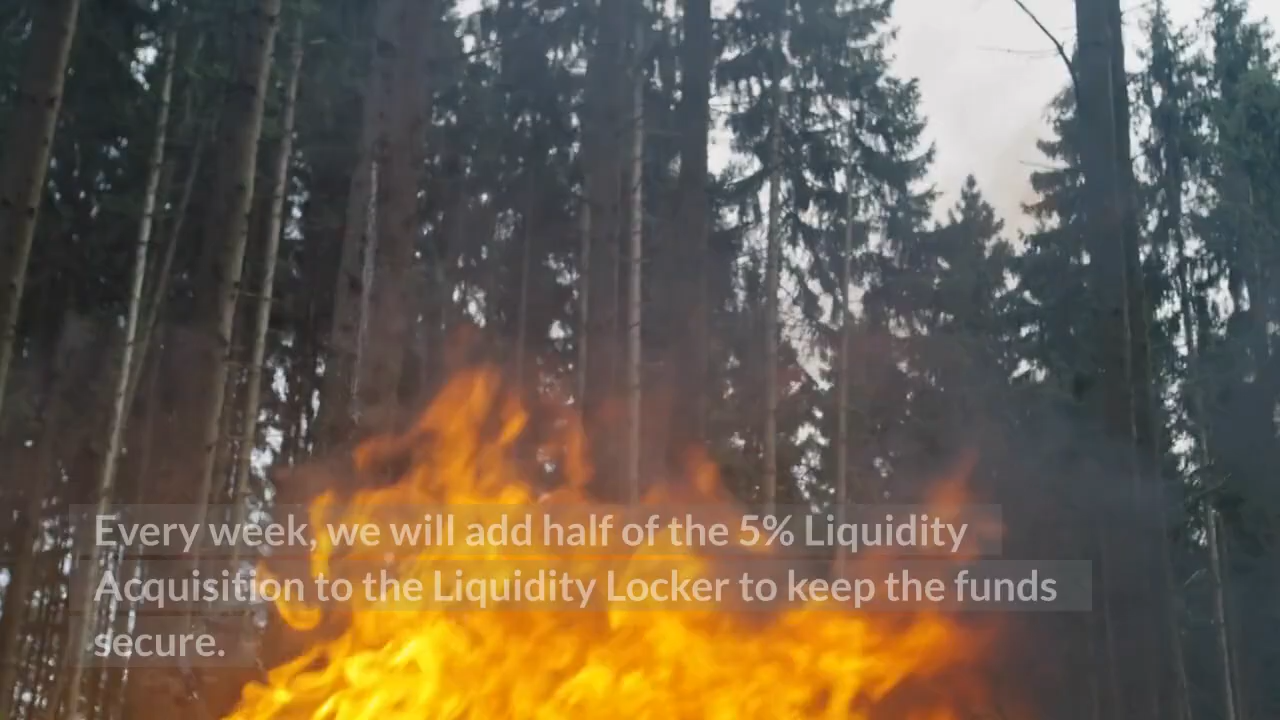 Every week, we will add half of the 5% Liquidity
Acquisition to the Liquidity Locker to keep the funds
secure.